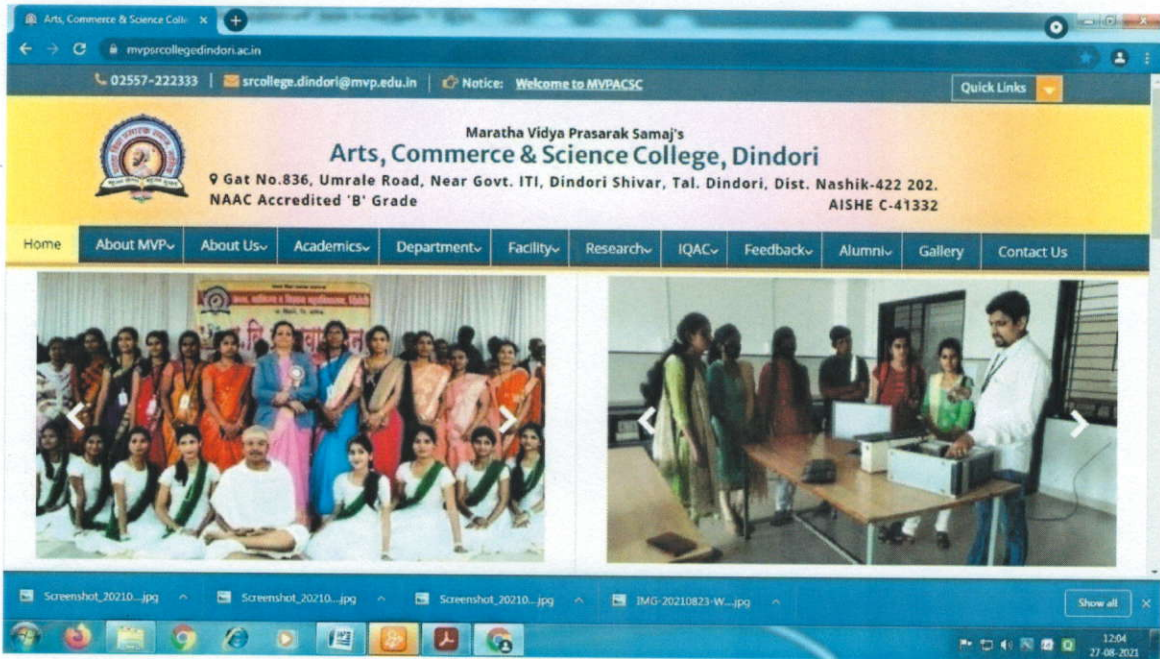 Arts, Commerce & Science Coll
mvpsrcollegedindori.ac.in
02557-222333 | srcollege.dindori@mvp.edu.in | Notice: Welcome to MVPACSC
Quick Links
Maratha Vidya Prasarak Samaj's
Arts, Commerce & Science College, Dindori
Gat No.836, Umrale Road, Near Govt. ITI, Dindori Shivar, Tal. Dindori, Dist. Nashik-422 202.
NAAC Accredited 'B' Grade
AISHE C-41332
Home About MVP About Us Academics Department Facility Research IQAC Feedback Alumni Gallery Contact Us
कला, वाणिज्य व विज्ञान महाविद्यालय, दिंडोरी
Screenshot_20210...jpg Screenshot_20210...jpg Screenshot_20210...jpg IMG-20210823-W...jpg Show all
12:04
27-08-2021